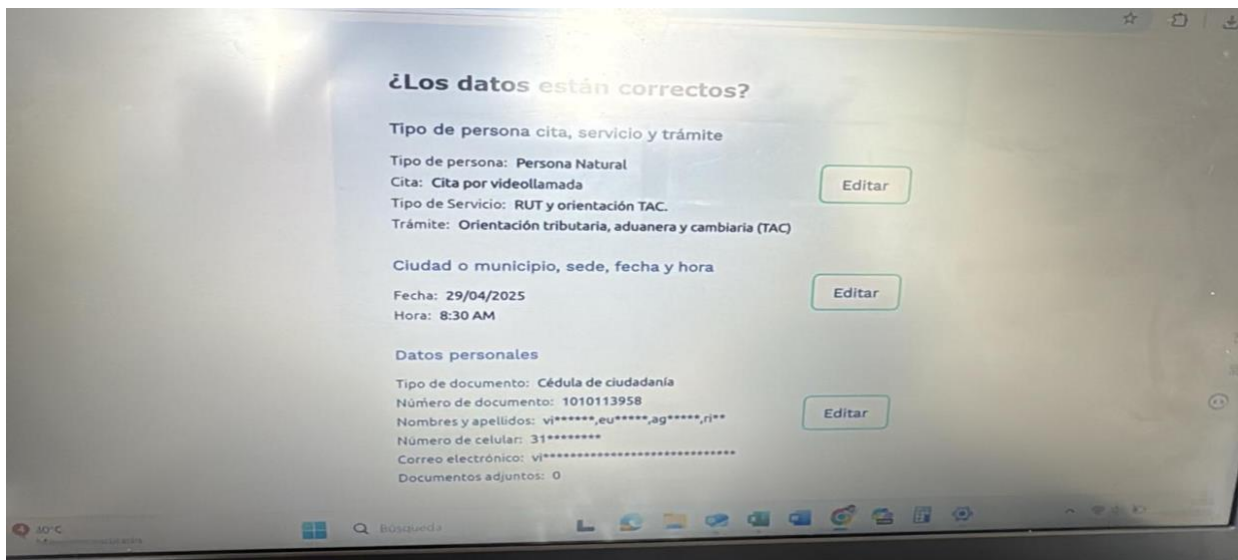 ¿Los datos están correctos?
Tipo de persona cita, servicio y trámite
Tipo de persona: Persona Natural
Cita: Cita por videollamada
Editar
Tipo de Servicio: RUT y orientación TAC.
Trámite: Orientación tributaria, aduanera y cambiaria (TAC)
Ciudad o municipio, sede, fecha y hora
Fecha: 29/04/2025
Editar
Hora: 8:30 AM
Datos personales
Tipo de documento: Cédula de ciudadanía
Número de documento: 1010113958
Nombres y apellidos: vi******,eu*****,ag*****,ri**
Editar
Número de celular: 31********
Correo electrónico: vi*****************************
Documentos adjuntos: 0
Búsqueda